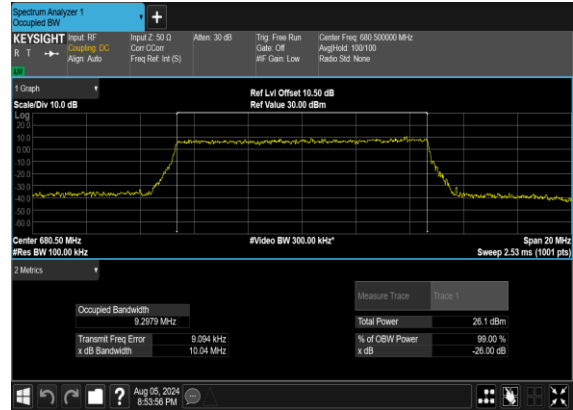 Spectrum Analyzer 1
Occupied BW
KEYSIGHT
R T
LM
Input: RF
Coupling: DC
Align: Auto
Input Z: 50 Ω
Corr CCorr
Freq Ref: Int (S)
Atten: 30 dB
Trig: Free Run
Gate: Off
#IF Gain: Low
Center Freq: 680.500000 MHz
Avg|Hold: 100/100
Radio Std: None
1 Graph
Scale/Div 10.0 dB
Ref Lvl Offset 10.50 dB
Ref Value 30.00 dBm
Log
20.0
10.0
0.00
-10.0
-20.0
-30.0
-40.0
-50.0
-60.0
Center 680.50 MHz
#Res BW 100.00 kHz
#Video BW 300.00 kHz*
Span 20 MHz
Sweep 2.53 ms (1001 pts)
2 Metrics
Measure Trace Trace 1
Occupied Bandwidth
9.2979 MHz
Total Power 26.1 dBm
Transmit Freq Error 9.094 kHz
% of OBW Power 99.00 %
x dB Bandwidth 10.04 MHz
x dB -26.00 dB
?
Aug 05, 2024
8:53:56 PM